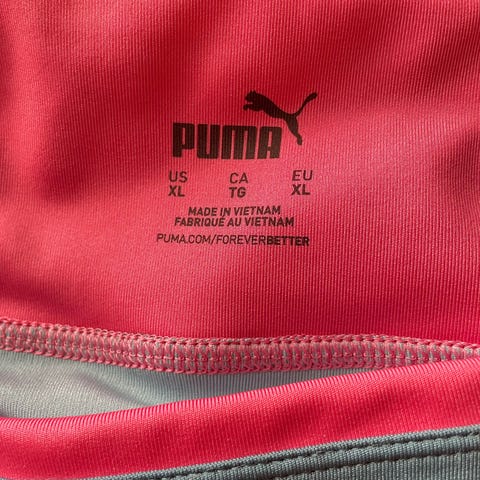 PUMA
US CA EU
XL TG XL
MADE IN VIETNAM
FABRIQUÉ AU VIETNAM
PUMA.COM/FOREVERBETTER